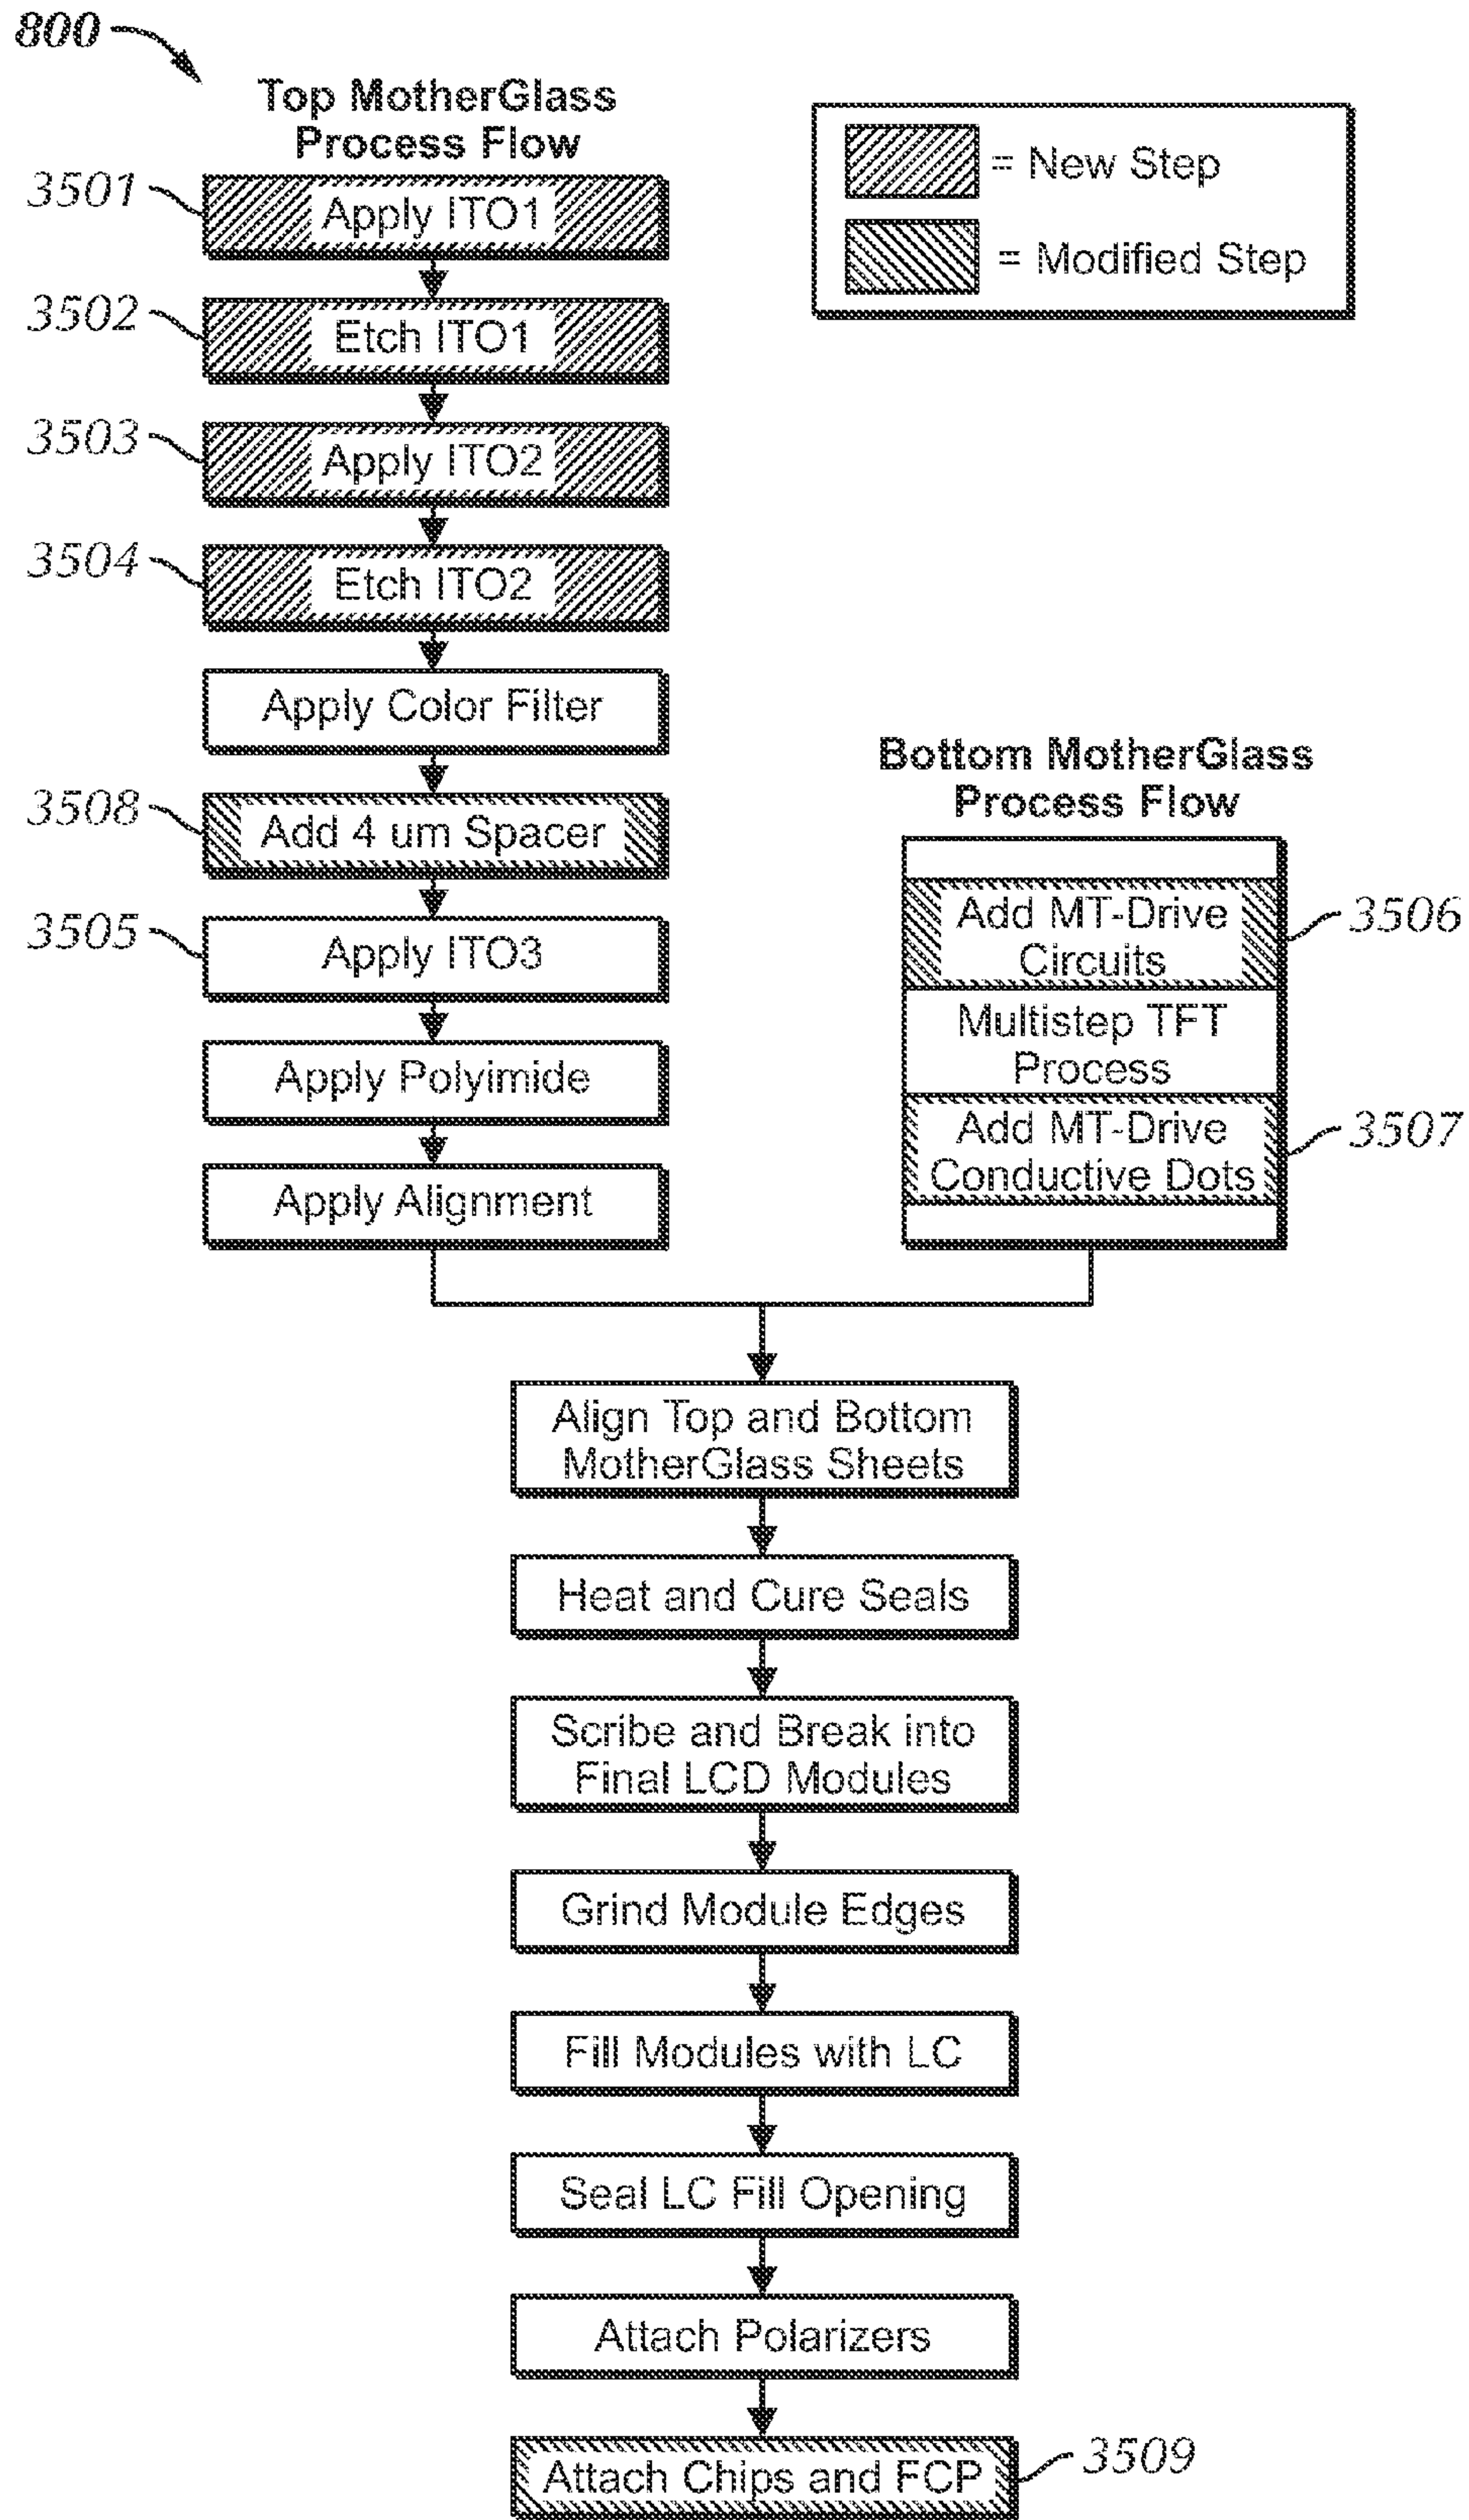 800
Top MotherGlass
Process Flow
= New Step
= Modified Step
3501
Apply ITO1
3502
Etch ITO1
3503
Apply ITO2
3504
Etch ITO2
Apply Color Filter
3508
Add 4 um Spacer
3505
Apply ITO3
Apply Polyimide
Apply Alignment
Bottom MotherGlass
Process Flow
Add MT-Drive
Circuits
3506
Multistep TFT
Process
Add MT-Drive
Conductive Dots
3507
Align Top and Bottom
MotherGlass Sheets
Heat and Cure Seals
Scribe and Break into
Final LCD Modules
Grind Module Edges
Fill Modules with LC
Seal LC Fill Opening
Attach Polarizers
Attach Chips and FCP
3509